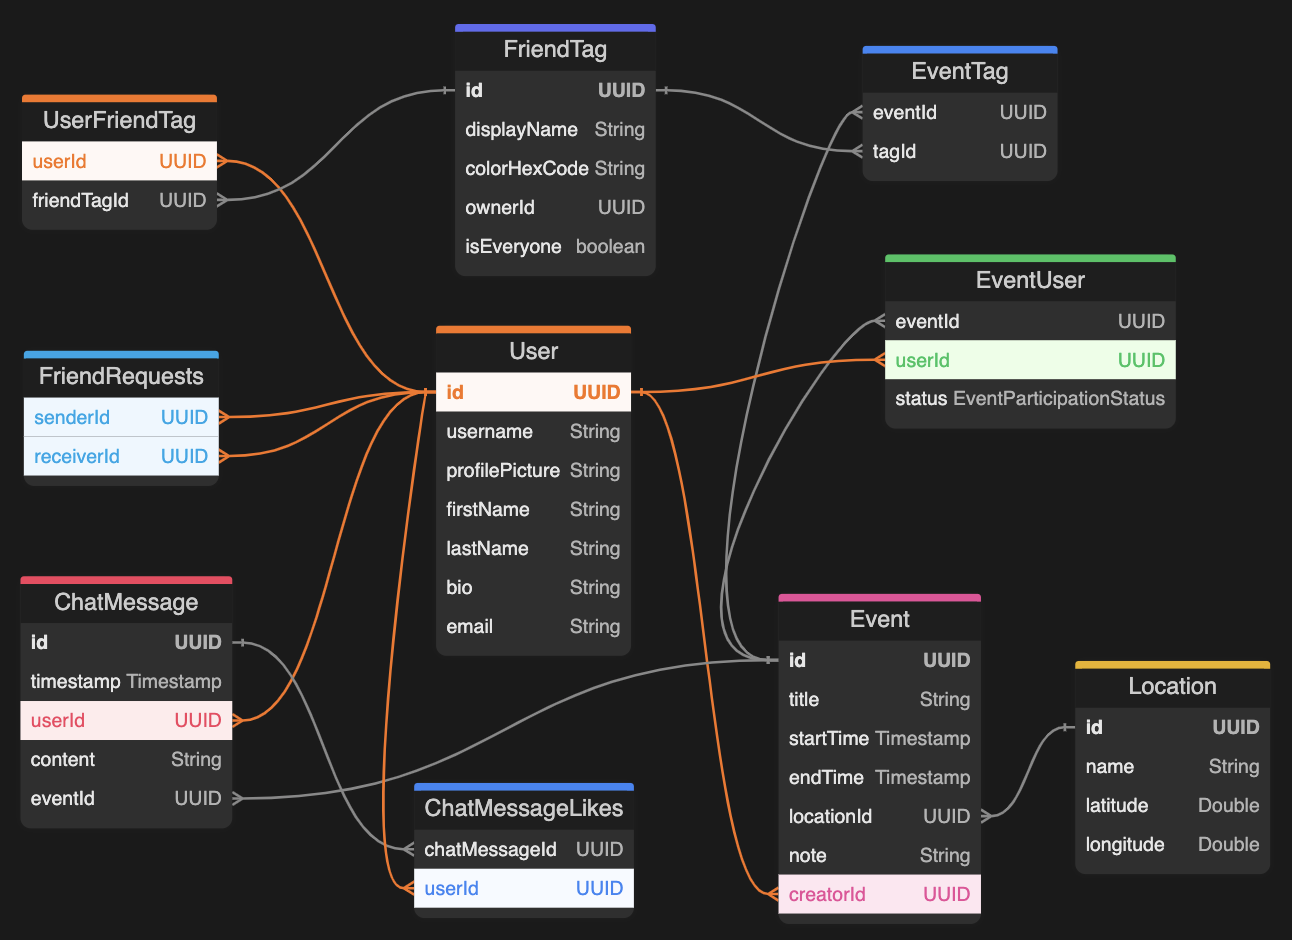 FriendTag
id UUID
displayName String
colorHexCode String
ownerId UUID
isEveryone boolean
EventTag
eventId UUID
tagId UUID
UserFriendTag
userId UUID
friendTagId UUID
EventUser
eventId UUID
userId UUID
status EventParticipationStatus
User
id UUID
username String
profilePicture String
firstName String
lastName String
bio String
email String
FriendRequests
senderId UUID
receiverId UUID
ChatMessage
id UUID
timestamp Timestamp
userId UUID
content String
eventId UUID
Event
id UUID
title String
startTime Timestamp
endTime Timestamp
locationId UUID
note String
creatorId UUID
Location
id UUID
name String
latitude Double
longitude Double
ChatMessageLikes
chatMessageId UUID
userId UUID